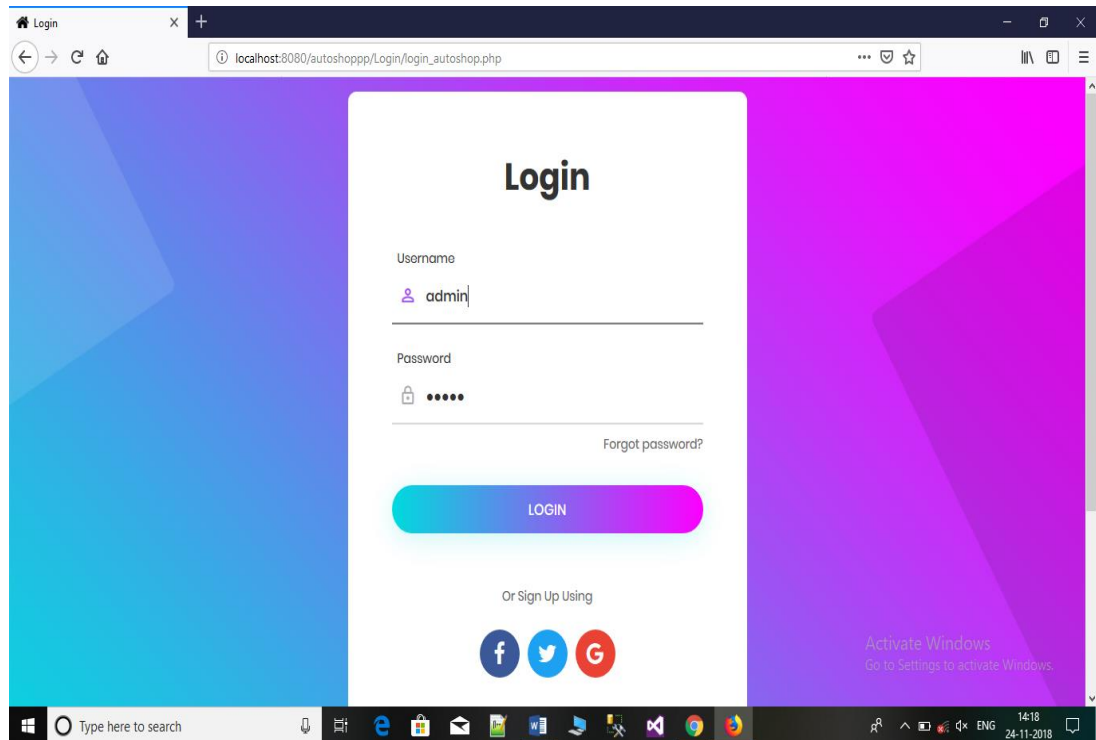 Login
localhost:8080/autoshoppp/Login/login_autoshop.php
Login
Username
admin
Password
•••••
Forgot password?
LOGIN
Or Sign Up Using
f
G
Activate Windows
Go to Settings to activate Windows.
Type here to search
ENG
14:18
24-11-2018